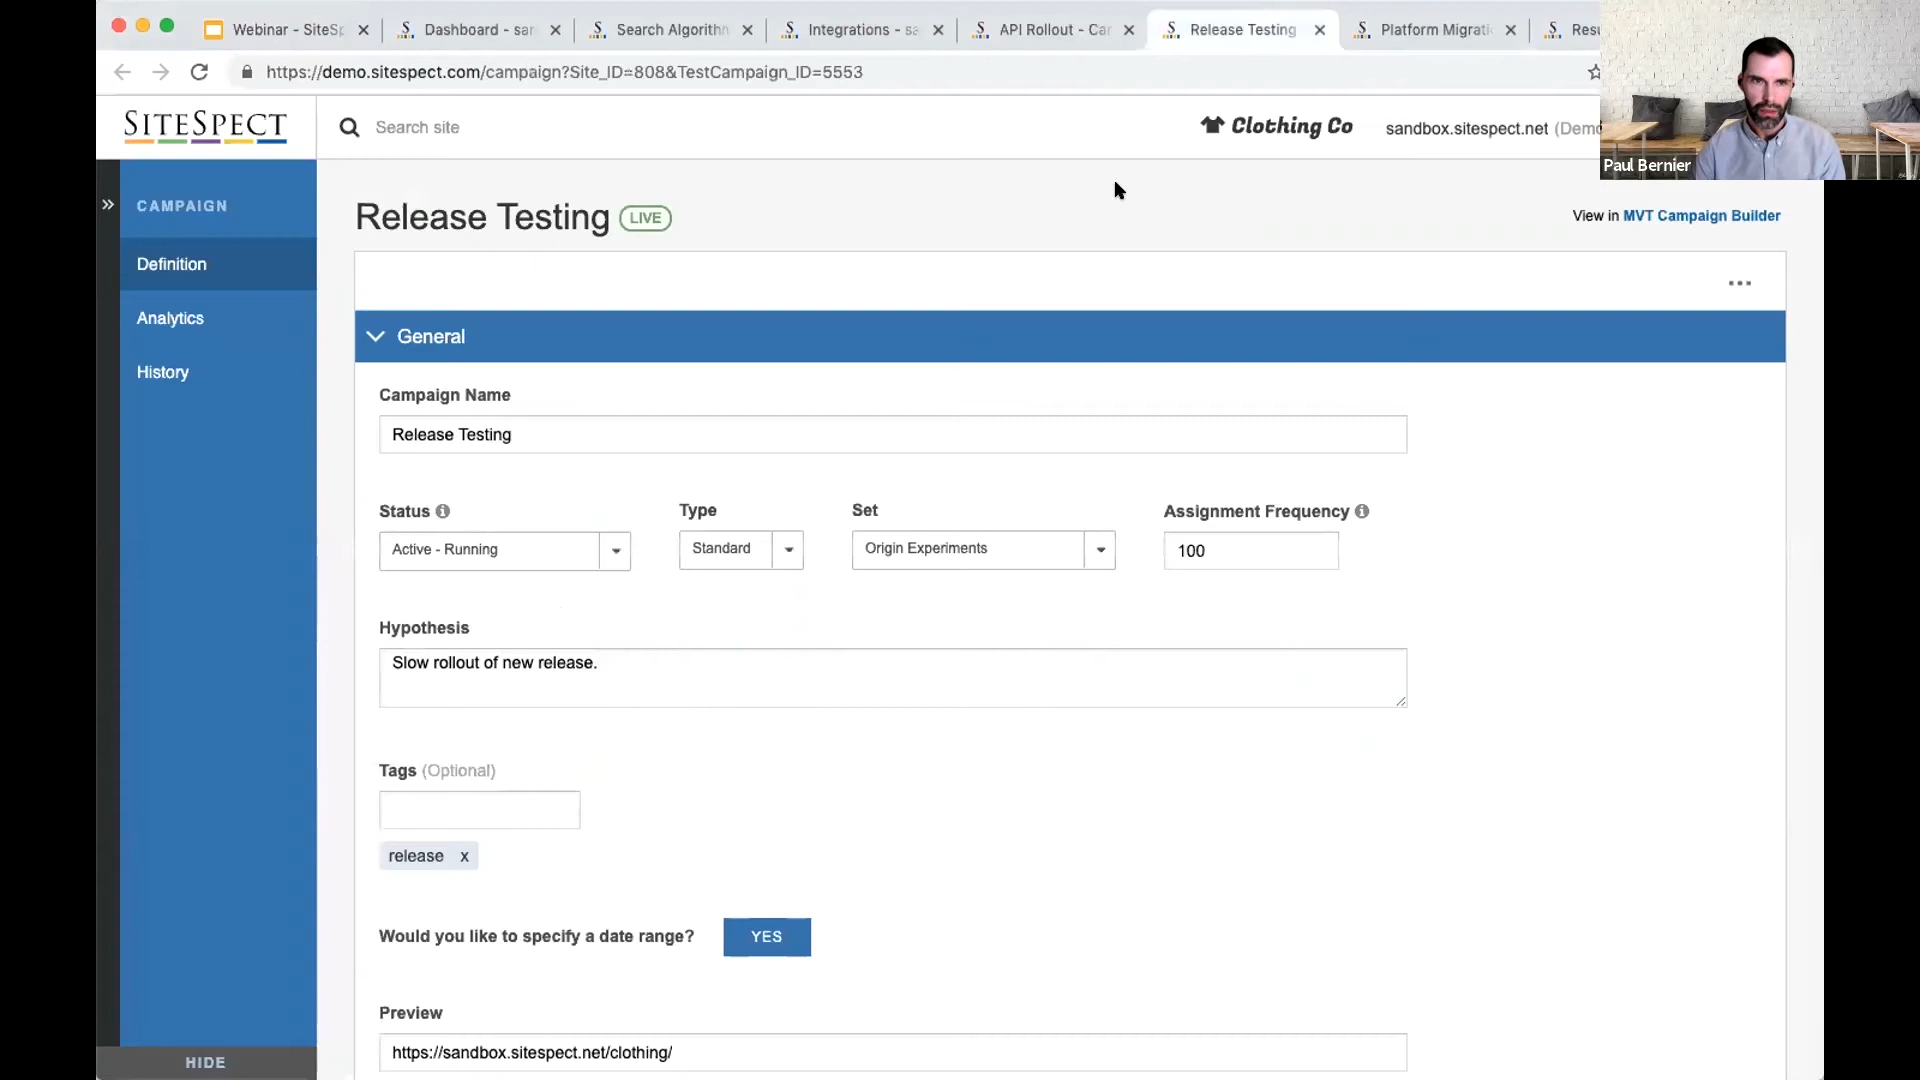 Webinar - SiteSp
Dashboard - san
Search Algorithm
Integrations - sa
API Rollout - Car
Release Testing
Platform Migrati
Resu
https://demo.sitespect.com/campaign?Site_ID=808&TestCampaign_ID=5553
SITESPECT
Search site
Clothing Co
sandbox.sitespect.net (Demo
Paul Bernier
CAMPAIGN
Definition
Analytics
History
HIDE
Release Testing LIVE
View in MVT Campaign Builder
General
Campaign Name
Release Testing
Status
Type
Set
Assignment Frequency
Active - Running
Standard
Origin Experiments
100
Hypothesis
Slow rollout of new release.
Tags (Optional)
release x
Would you like to specify a date range? YES
Preview
https://sandbox.sitespect.net/clothing/